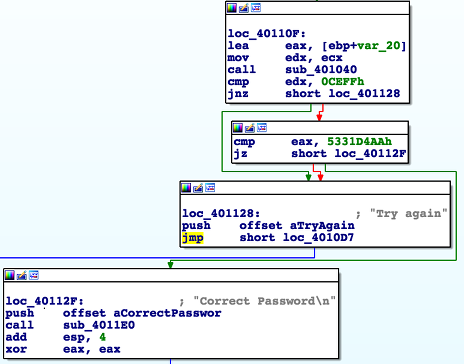 loc_40110F:
lea     eax, [ebp+var_20]
mov     edx, ecx
call    sub_401040
cmp     edx, 0CEFFh
jnz     short loc_401128
cmp     eax, 5331D4AAh
jz      short loc_40112F
loc_401128:             ; "Try again"
push    offset aTryAgain
jmp     short loc_4010D7
loc_40112F:             ; "Correct Password\n"
push    offset aCorrectPasswor
call    sub_4011E0
add     esp, 4
xor     eax, eax